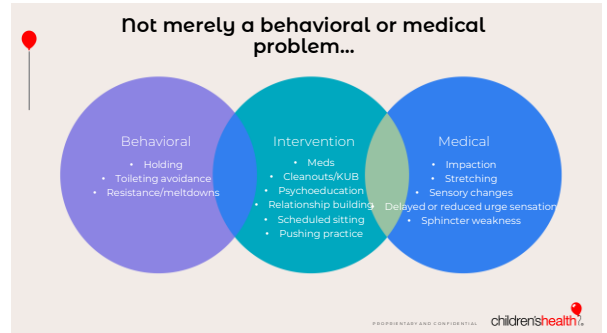 Not merely a behavioral or medical
problem...
Behavioral
• Holding
• Toileting avoidance
• Resistance/meltdowns
Intervention
• Meds
• Cleanouts/KUB
• Psychoeducation
• Relationship building
• Scheduled sitting
• Pushing practice
Medical
• Impaction
• Stretching
• Sensory changes
• Delayed or reduced urge sensation
• Sphincter weakness
PROPRIENTARY AND CONFIDENTIAL
children'shealth